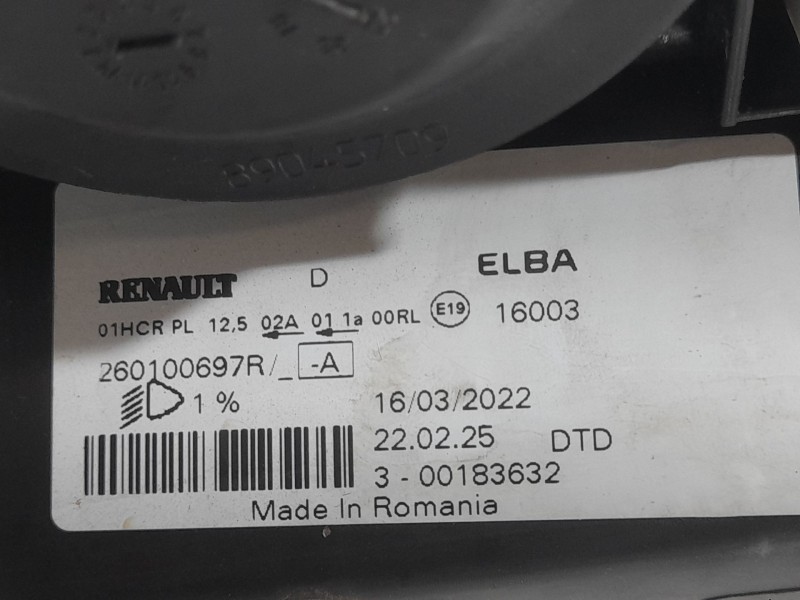 89045709
RENAULT D ELBA
01HCR PL 12,5 02A 01 1a 00RL E19 16003
260100697R/_ -A
1 % 16/03/2022
22.02.25 DTD
3 - 00183632
Made In Romania